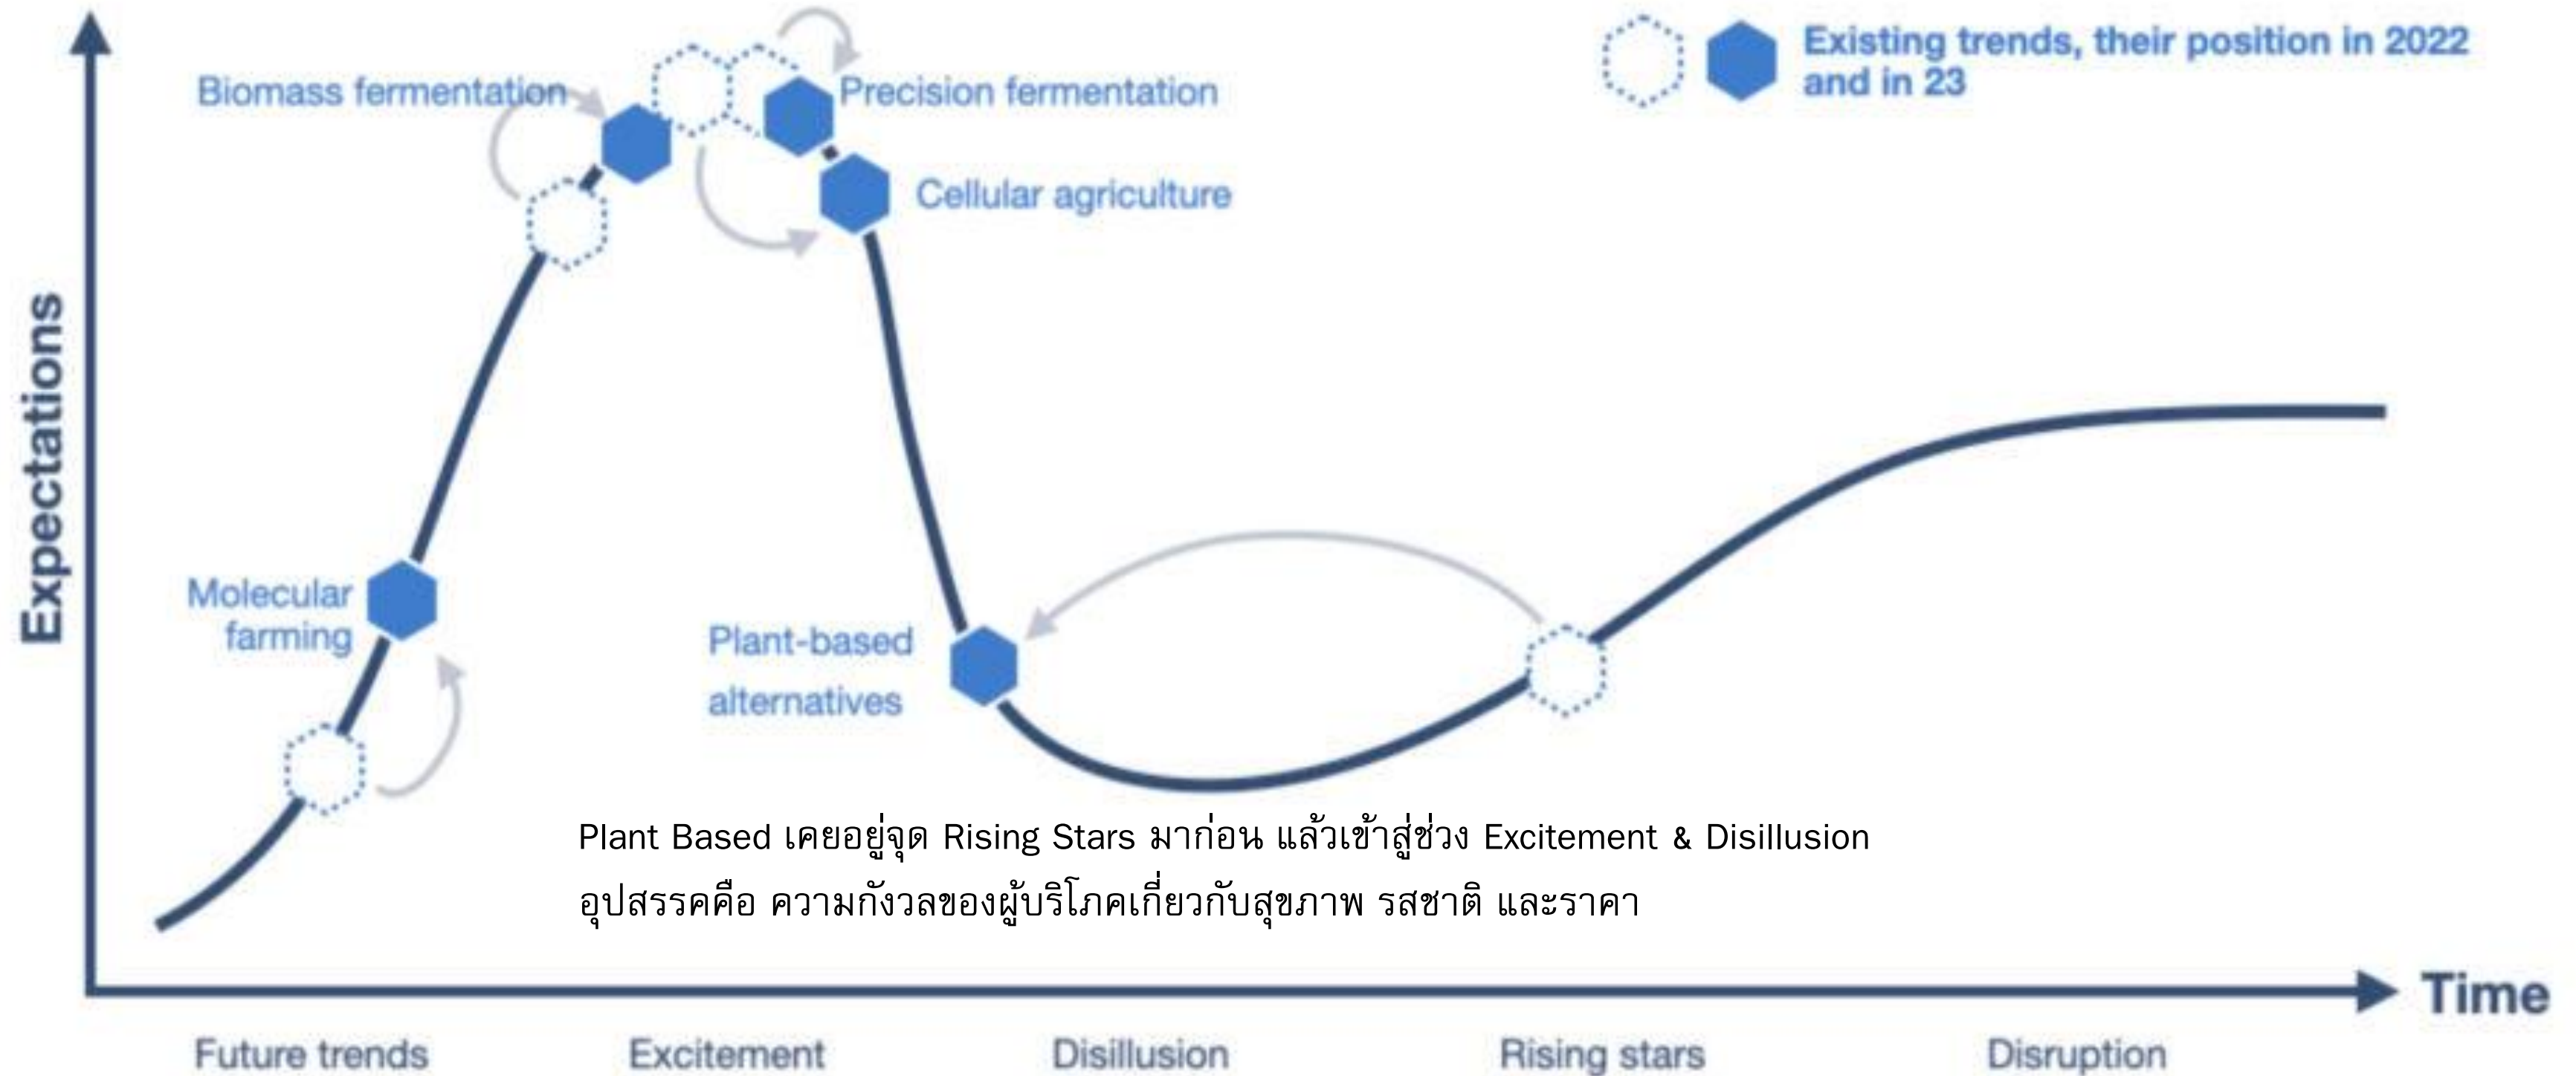 Existing trends, their position in 2022
and in 23
Biomass fermentation
Precision fermentation
Cellular agriculture
Expectations
Molecular
farming
Plant-based
alternatives
Plant Based เคยอยู่จุด Rising Stars มาก่อน แล้วเข้าสู่ช่วง Excitement & Disillusion
อุปสรรคคือ ความกังวลของผู้บริโภคเกี่ยวกับสุขภาพ รสชาติ และราคา
Time
Future trends
Excitement
Disillusion
Rising stars
Disruption